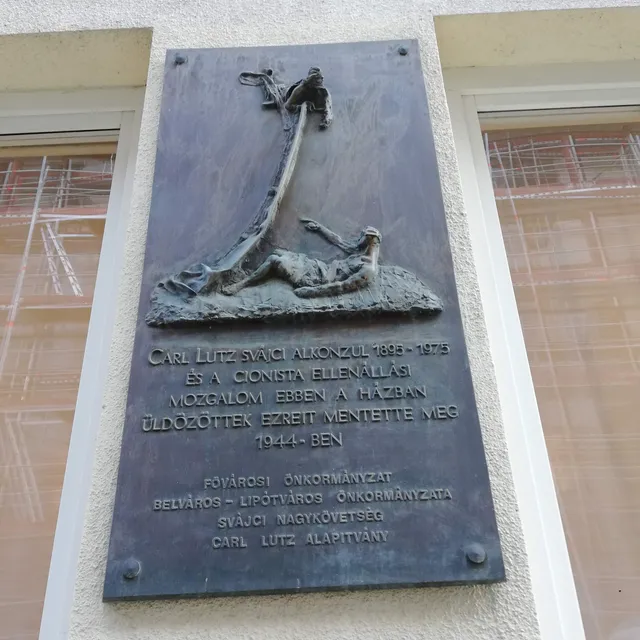 CARL LUTZ SVÁJCI ALKONZUL 1895-1975
ÉS A CIONISTA ELLENÁLLÁSI
MOZGALOM EBBEN A HÁZBAN
ÜLDÖZÖTTEK EZREIT MENTETTE MEG
1944-BEN
FŐVÁROSI ÖNKORMÁNYZAT
BELVÁROS - LIPÓTVÁROS ÖNKORMÁNYZATA
SVÁJCI NAGYKÖVETSÉG
CARL LUTZ ALAPÍTVÁNY